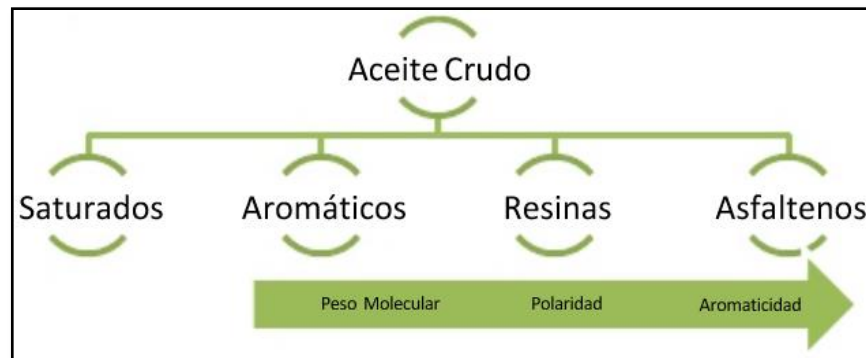 Aceite Crudo
Saturados Aromáticos Resinas Asfaltenos
Peso Molecular Polaridad Aromaticidad